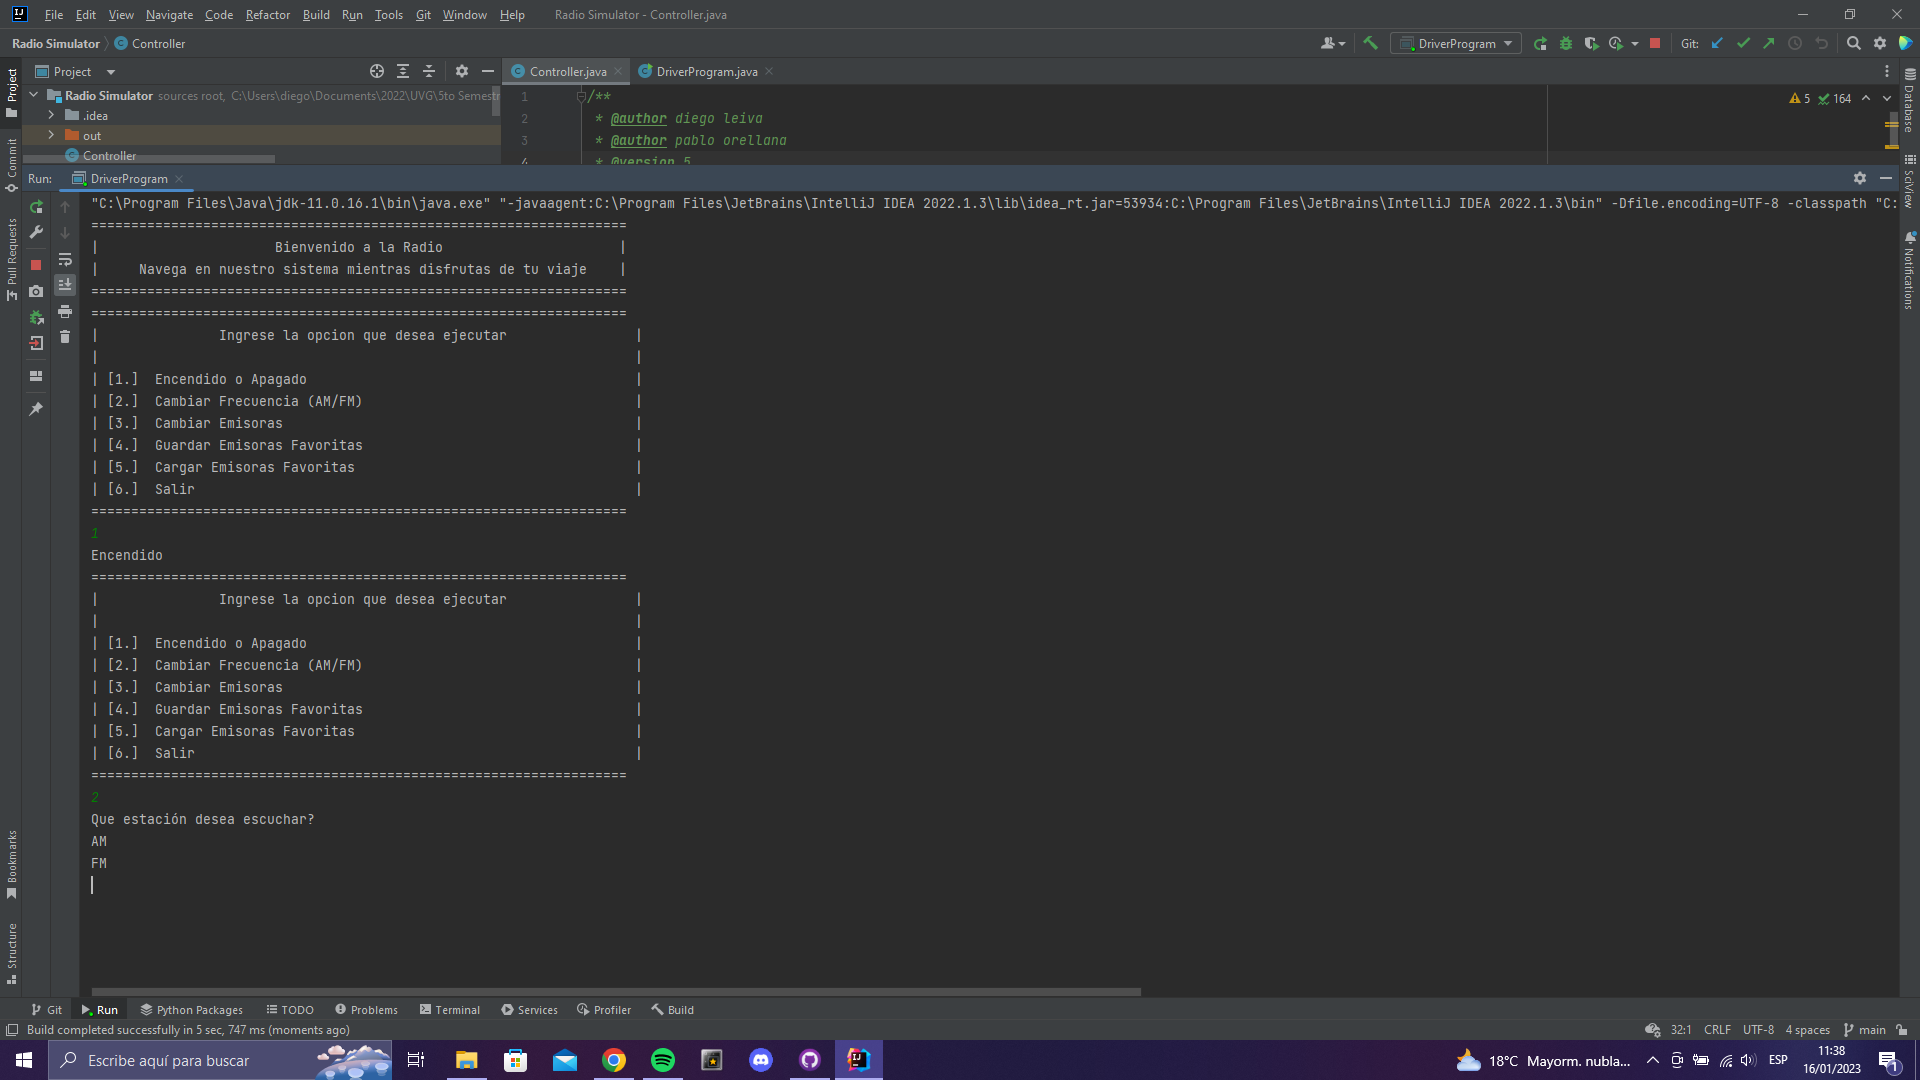 File Edit View Navigate Code Refactor Build Run Tools Git Window Help Radio Simulator - Controller.java
Radio Simulator Controller DriverProgram Git:
Project Controller.java DriverProgram.java
Radio Simulator sources root, C:\Users\diego\Documents\2022\UVG\5to Semestr
.idea
out
Controller
1 /**
2 * @author diego leiva
3 * @author pablo orellana
4 * @version 5
5 164
Project
Commit
Pull Requests
Bookmarks
Structure
Database
SciView
Notifications
Run: DriverProgram
"C:\Program Files\Java\jdk-11.0.16.1\bin\java.exe" "-javaagent:C:\Program Files\JetBrains\IntelliJ IDEA 2022.1.3\lib\idea_rt.jar=53934:C:\Program Files\JetBrains\IntelliJ IDEA 2022.1.3\bin" -Dfile.encoding=UTF-8 -classpath "C:
===================================================================
| Bienvenido a la Radio |
| Navega en nuestro sistema mientras disfrutas de tu viaje |
===================================================================
===================================================================
| Ingrese la opcion que desea ejecutar |
| |
| [1.] Encendido o Apagado |
| [2.] Cambiar Frecuencia (AM/FM) |
| [3.] Cambiar Emisoras |
| [4.] Guardar Emisoras Favoritas |
| [5.] Cargar Emisoras Favoritas |
| [6.] Salir |
===================================================================
1
Encendido
===================================================================
| Ingrese la opcion que desea ejecutar |
| |
| [1.] Encendido o Apagado |
| [2.] Cambiar Frecuencia (AM/FM) |
| [3.] Cambiar Emisoras |
| [4.] Guardar Emisoras Favoritas |
| [5.] Cargar Emisoras Favoritas |
| [6.] Salir |
===================================================================
2
Que estación desea escuchar?
AM
FM
Git Run Python Packages TODO Problems Terminal Services Profiler Build
Build completed successfully in 5 sec, 747 ms (moments ago) 32:1 CRLF UTF-8 4 spaces main
Escribe aquí para buscar 18°C Mayorm. nubla... ESP 11:38
16/01/2023 1